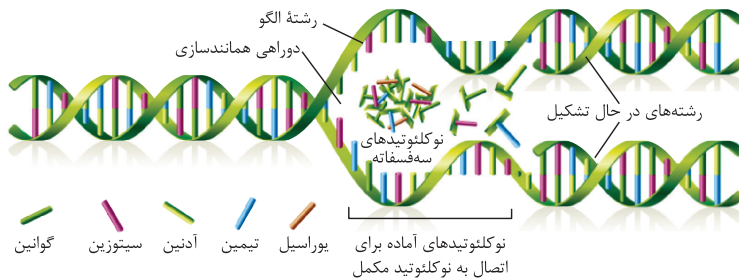 رشتهٔ الگو
دوراهی همانندسازی
نوکلئوتیدهای
سه‌فسفاته
رشته‌های در حال تشکیل
نوکلئوتیدهای آماده برای
اتصال به نوکلئوتید مکمل
یوراسیل
تیمین
آدنین
سیتوزین
گوانین